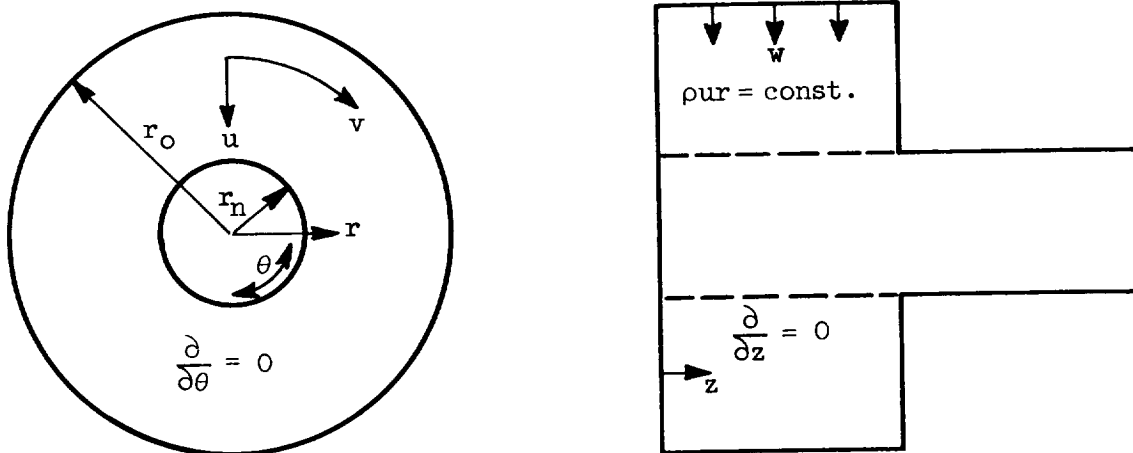 r_o
u
v
r_n
r
θ
∂/∂θ = 0
w
ρur = const.
∂/∂z = 0
z